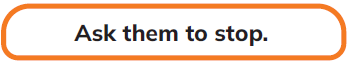 Ask them to stop.